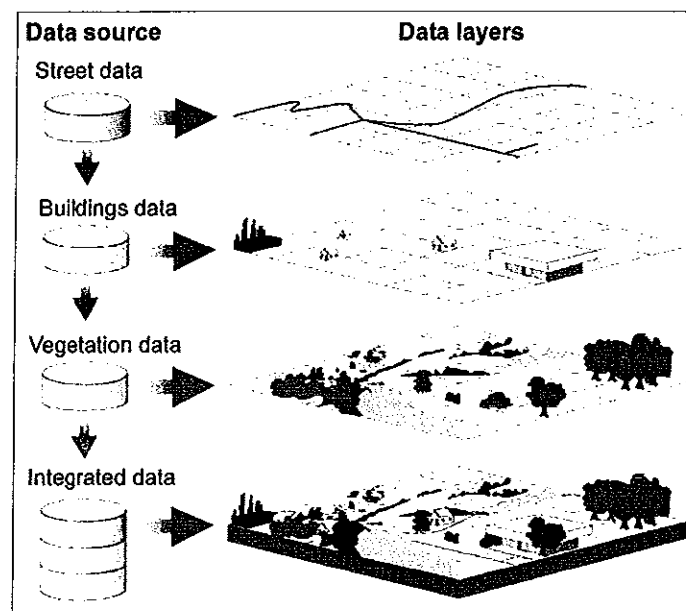 Data source
Data layers
Street data
Buildings data
Vegetation data
Integrated data